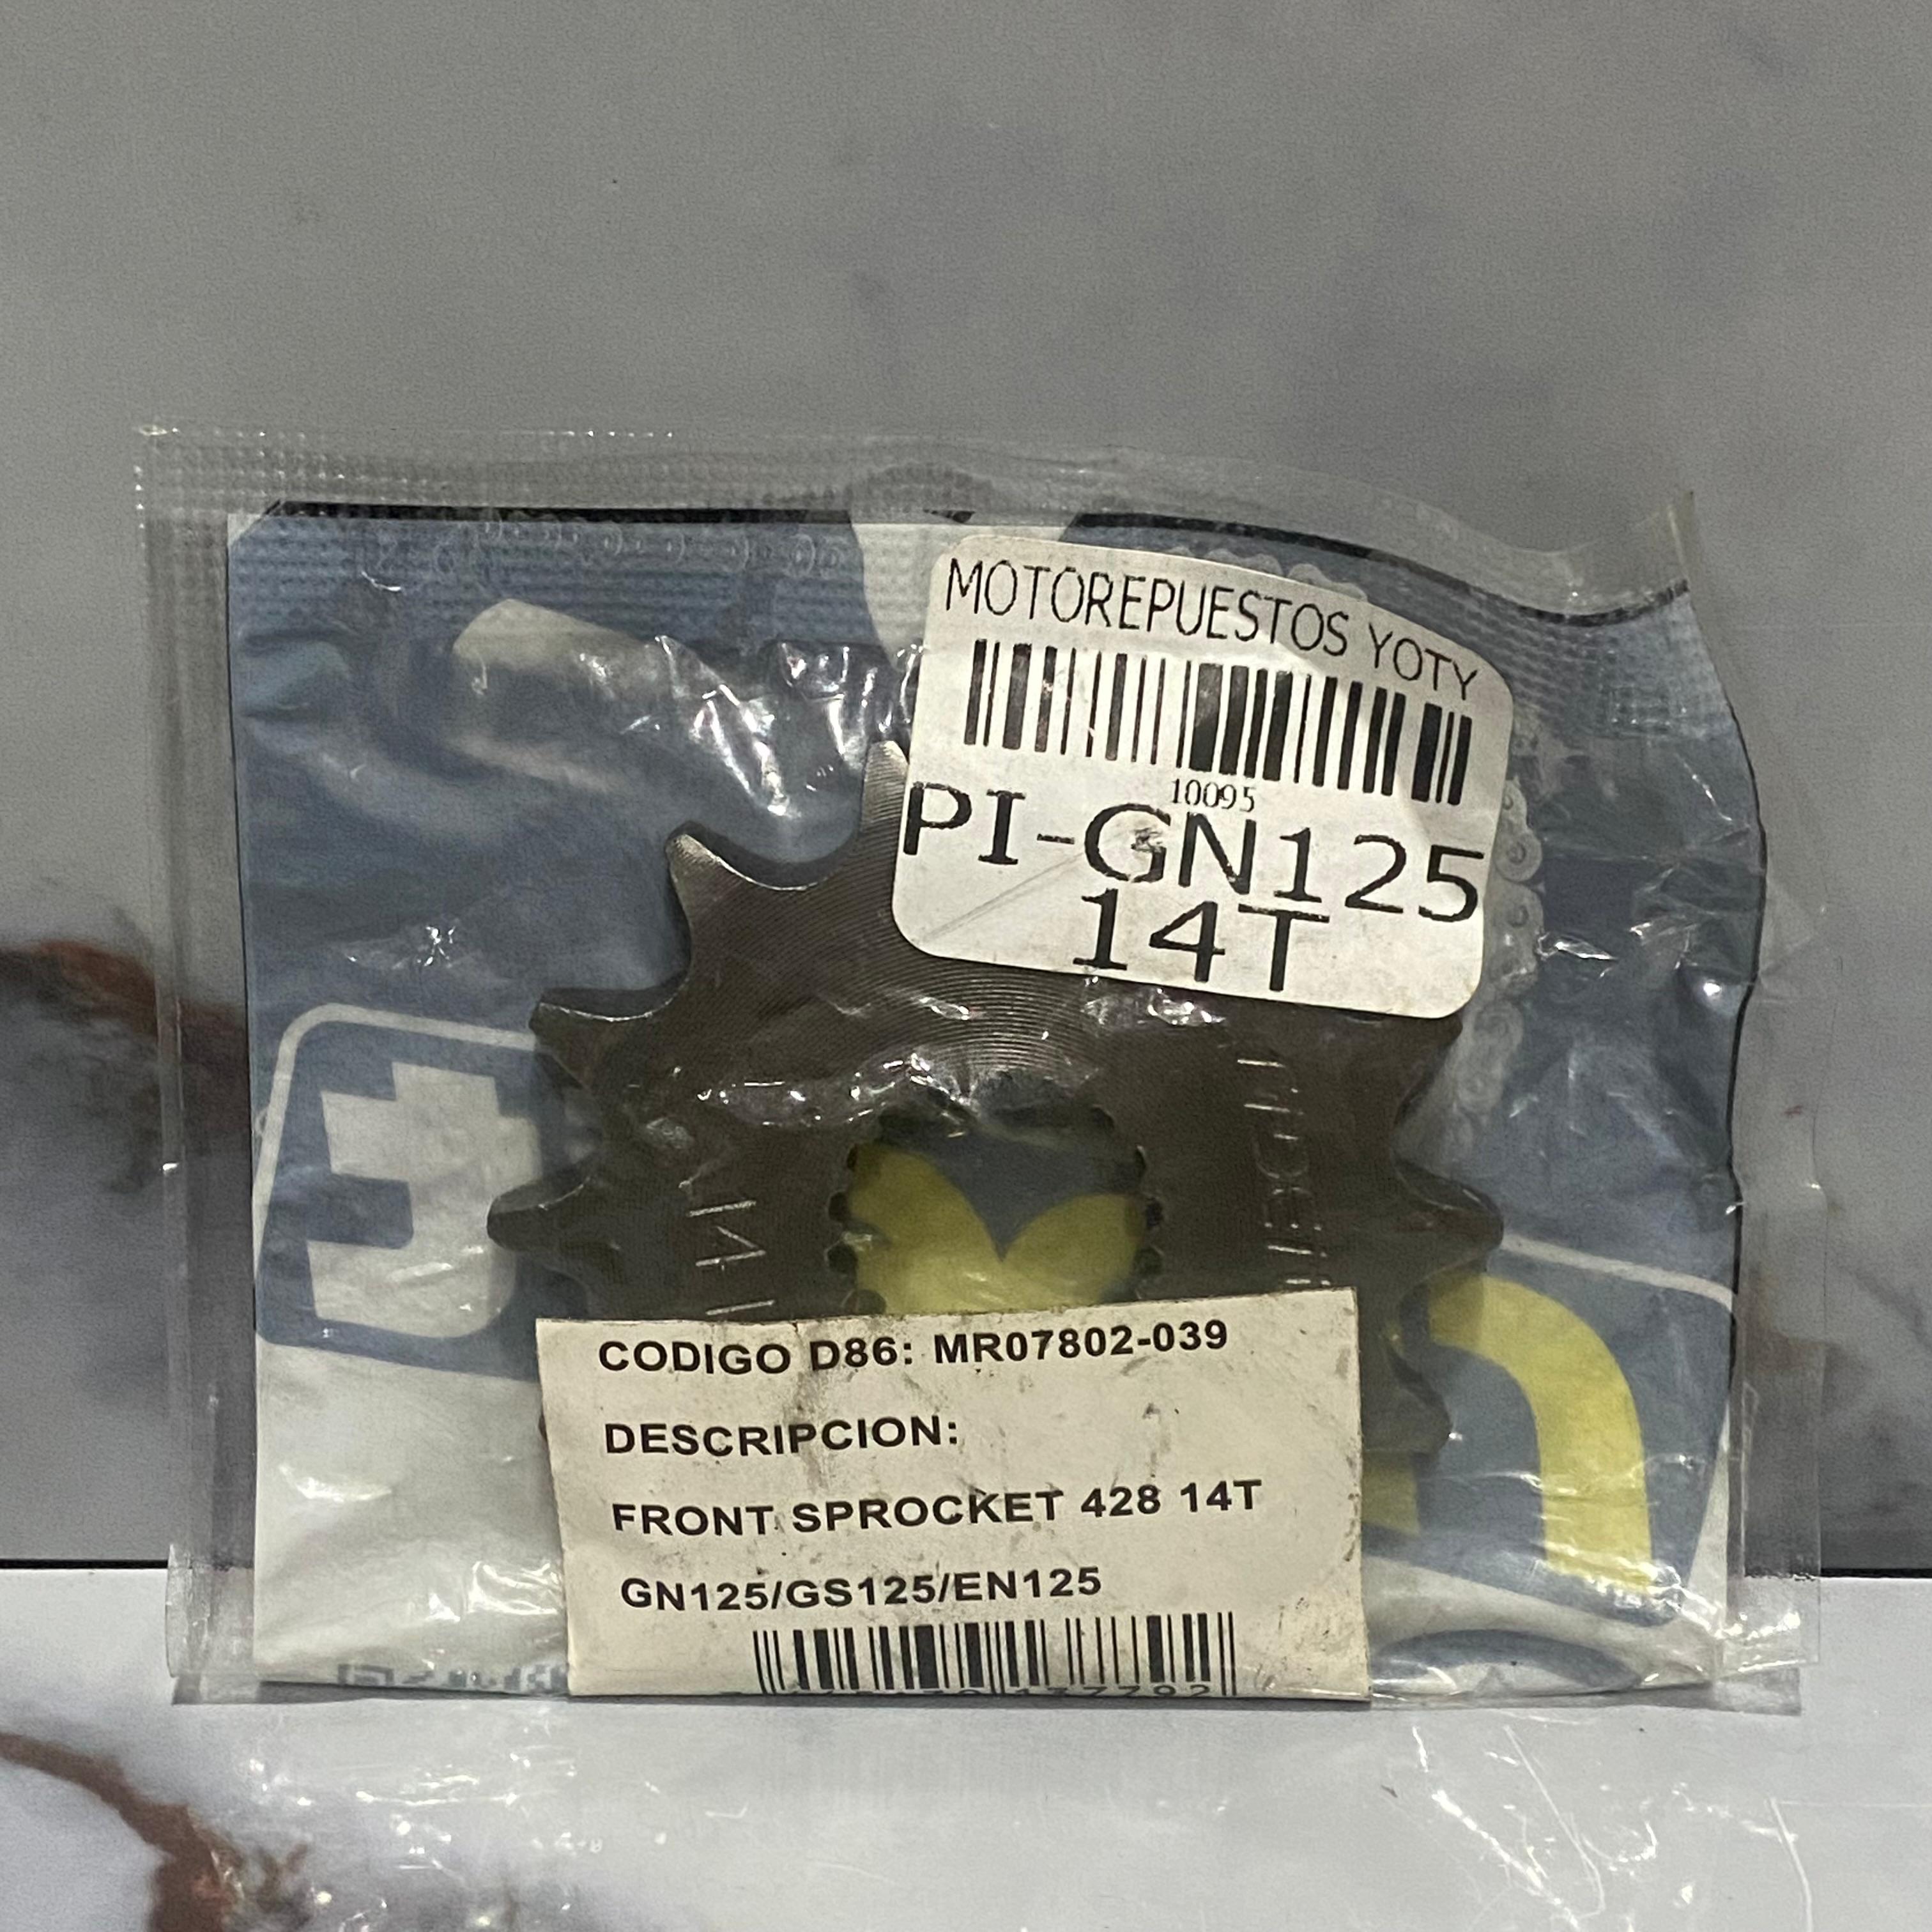 MOTOREPUESTOS YOTY
10095
PI-GN125
14T
CODIGO D86: MR07802-039
DESCRIPCION:
FRONT SPROCKET 428 14T
GN125/GS125/EN125